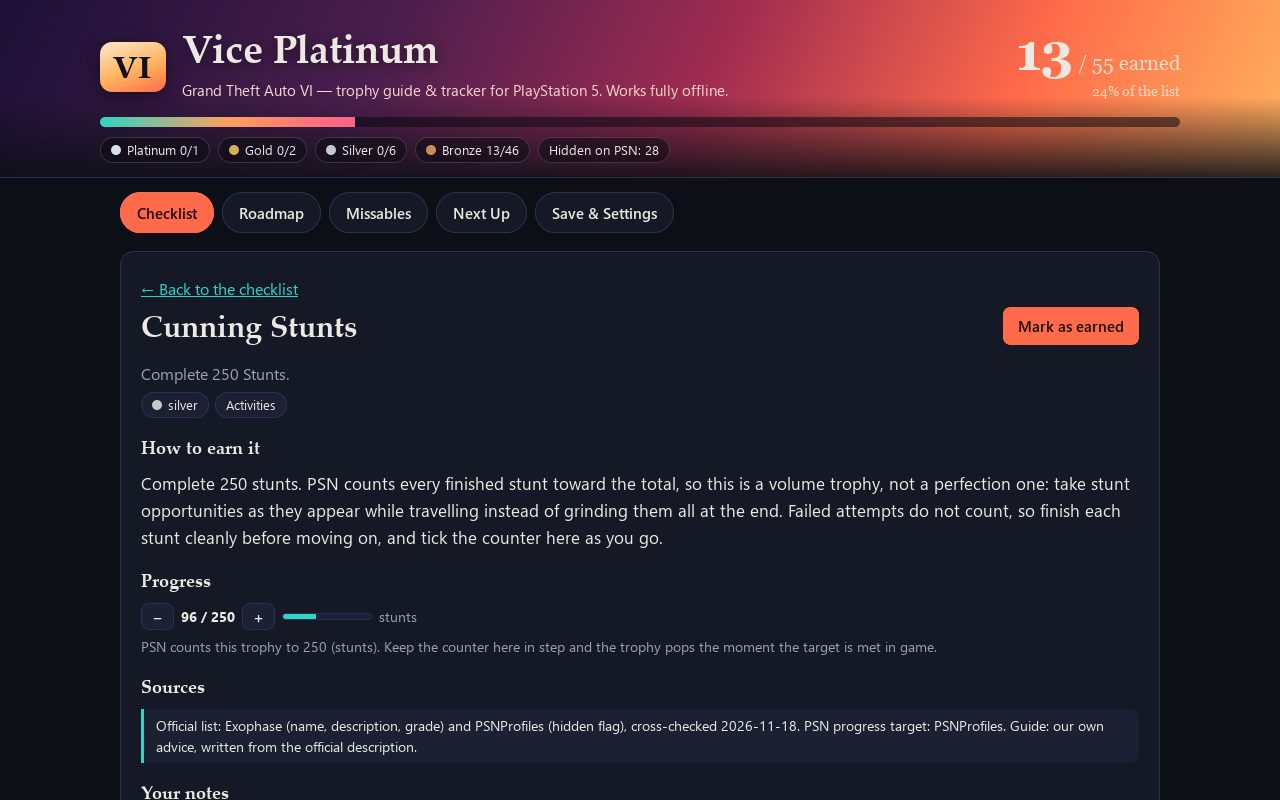 VI
Vice Platinum
Grand Theft Auto VI — trophy guide & tracker for PlayStation 5. Works fully offline.
13 / 55 earned
24% of the list
Platinum 0/1
Gold 0/2
Silver 0/6
Bronze 13/46
Hidden on PSN: 28
Checklist
Roadmap
Missables
Next Up
Save & Settings
← Back to the checklist
Cunning Stunts
Mark as earned
Complete 250 Stunts.
silver
Activities
How to earn it
Complete 250 stunts. PSN counts every finished stunt toward the total, so this is a volume trophy, not a perfection one: take stunt
opportunities as they appear while travelling instead of grinding them all at the end. Failed attempts do not count, so finish each
stunt cleanly before moving on, and tick the counter here as you go.
Progress
− 96 / 250 + stunts
PSN counts this trophy to 250 (stunts). Keep the counter here in step and the trophy pops the moment the target is met in game.
Sources
Official list: Exophase (name, description, grade) and PSNProfiles (hidden flag), cross-checked 2026-11-18. PSN progress target: PSNProfiles. Guide: our own
advice, written from the official description.
Your notes